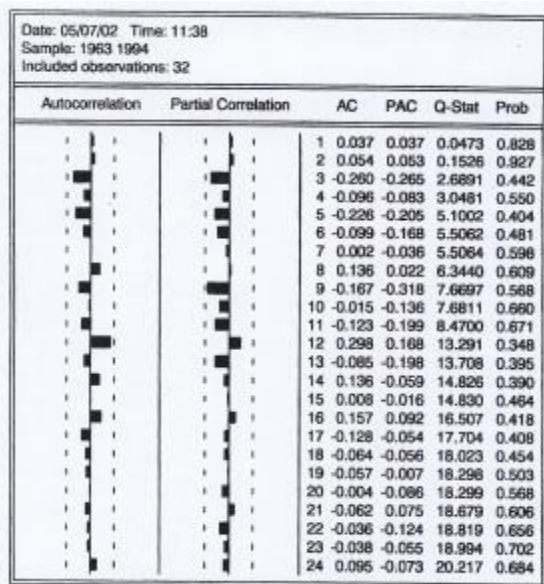 Date: 05/07/02 Time: 11:38
Sample: 1963 1994
Included observations: 32
Autocorrelation Partial Correlation AC PAC Q-Stat Prob
1 0.037 0.037 0.0473 0.828
2 0.054 0.053 0.1526 0.927
3 -0.260 -0.265 2.6891 0.442
4 -0.096 -0.083 3.0481 0.550
5 -0.226 -0.205 5.1002 0.404
6 -0.099 -0.168 5.5062 0.481
7 0.002 -0.036 5.5064 0.598
8 0.136 0.022 6.3440 0.609
9 -0.167 -0.318 7.6697 0.568
10 -0.015 -0.136 7.6811 0.660
11 -0.123 -0.199 8.4700 0.671
12 0.298 0.168 13.291 0.348
13 -0.085 -0.198 13.708 0.395
14 0.136 -0.059 14.826 0.390
15 0.008 -0.016 14.830 0.464
16 0.157 0.092 16.507 0.418
17 -0.128 -0.054 17.704 0.408
18 -0.064 -0.056 18.023 0.454
19 -0.057 -0.007 18.298 0.503
20 -0.004 -0.086 18.299 0.568
21 -0.062 0.075 18.679 0.606
22 -0.036 -0.124 18.819 0.656
23 -0.038 -0.055 18.994 0.702
24 0.095 -0.073 20.217 0.684